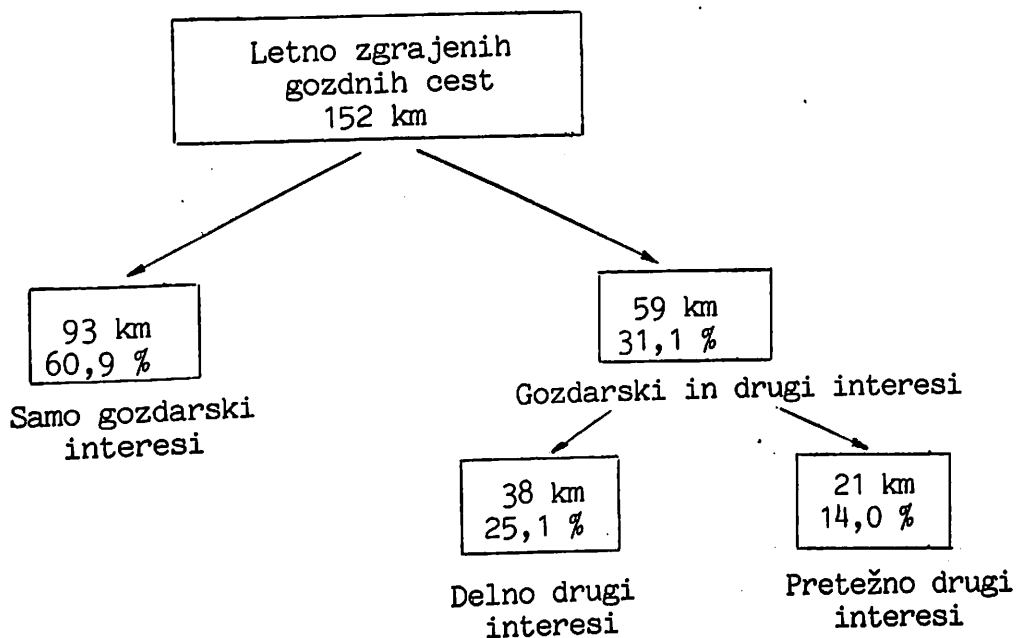 Letno zgrajenih
gozdnih cest
152 km
93 km
60,9 %
Samo gozdarski
interesi
59 km
31,1 %
Gozdarski in drugi interesi
38 km
25,1 %
Delno drugi
interesi
21 km
14,0 %
Pretežno drugi
interesi